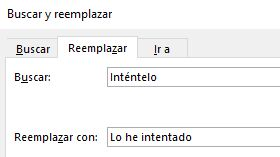 Buscar y reemplazar
Buscar Reemplazar Ir a
Buscar: Inténtelo
Reemplazar con: Lo he intentado